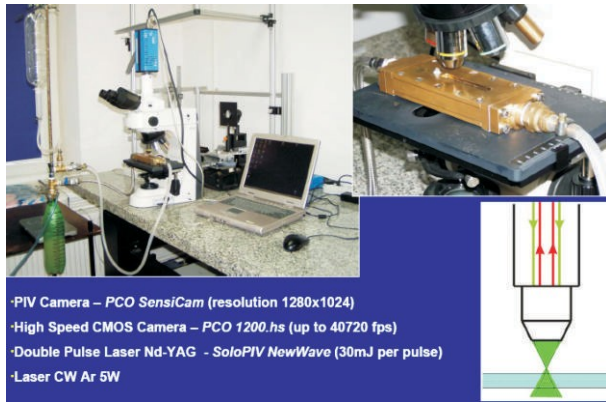 ·PIV Camera – PCO SensiCam (resolution 1280x1024)
·High Speed CMOS Camera – PCO 1200.hs (up to 40720 fps)
·Double Pulse Laser Nd-YAG - SoloPIV NewWave (30mJ per pulse)
·Laser CW Ar 5W